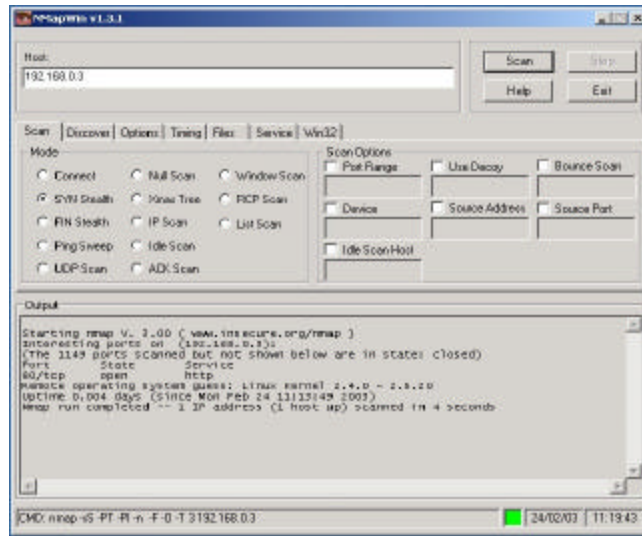 NMapWin v1.3.1
Host:
192.168.0.3
Scan Stop
Help Exit
Scan Discover Options Timing Files Service Win32
Mode
Connect Null Scan Window Scan
SYN Stealth Xmas Tree RCP Scan
FIN Stealth IP Scan List Scan
Ping Sweep Idle Scan
UDP Scan ACK Scan
Scan Options
Port Range Use Decoy Bounce Scan
Device Source Address Source Port
Idle Scan Host
Output
Starting nmap V. 3.00 ( www.insecure.org/nmap )
Interesting ports on (192.168.0.3):
(The 1149 ports scanned but not shown below are in state: closed)
Port State Service
80/tcp open http
Remote operating system guess: Linux Kernel 2.4.0 - 2.5.20
Uptime 0.004 days (since Mon Feb 24 11:13:49 2003)
Nmap run completed -- 1 IP address (1 host up) scanned in 4 seconds
CMD: nmap -sS -PT -PI -n -F -O -T 3 192.168.0.3
24/02/03 11:19:43